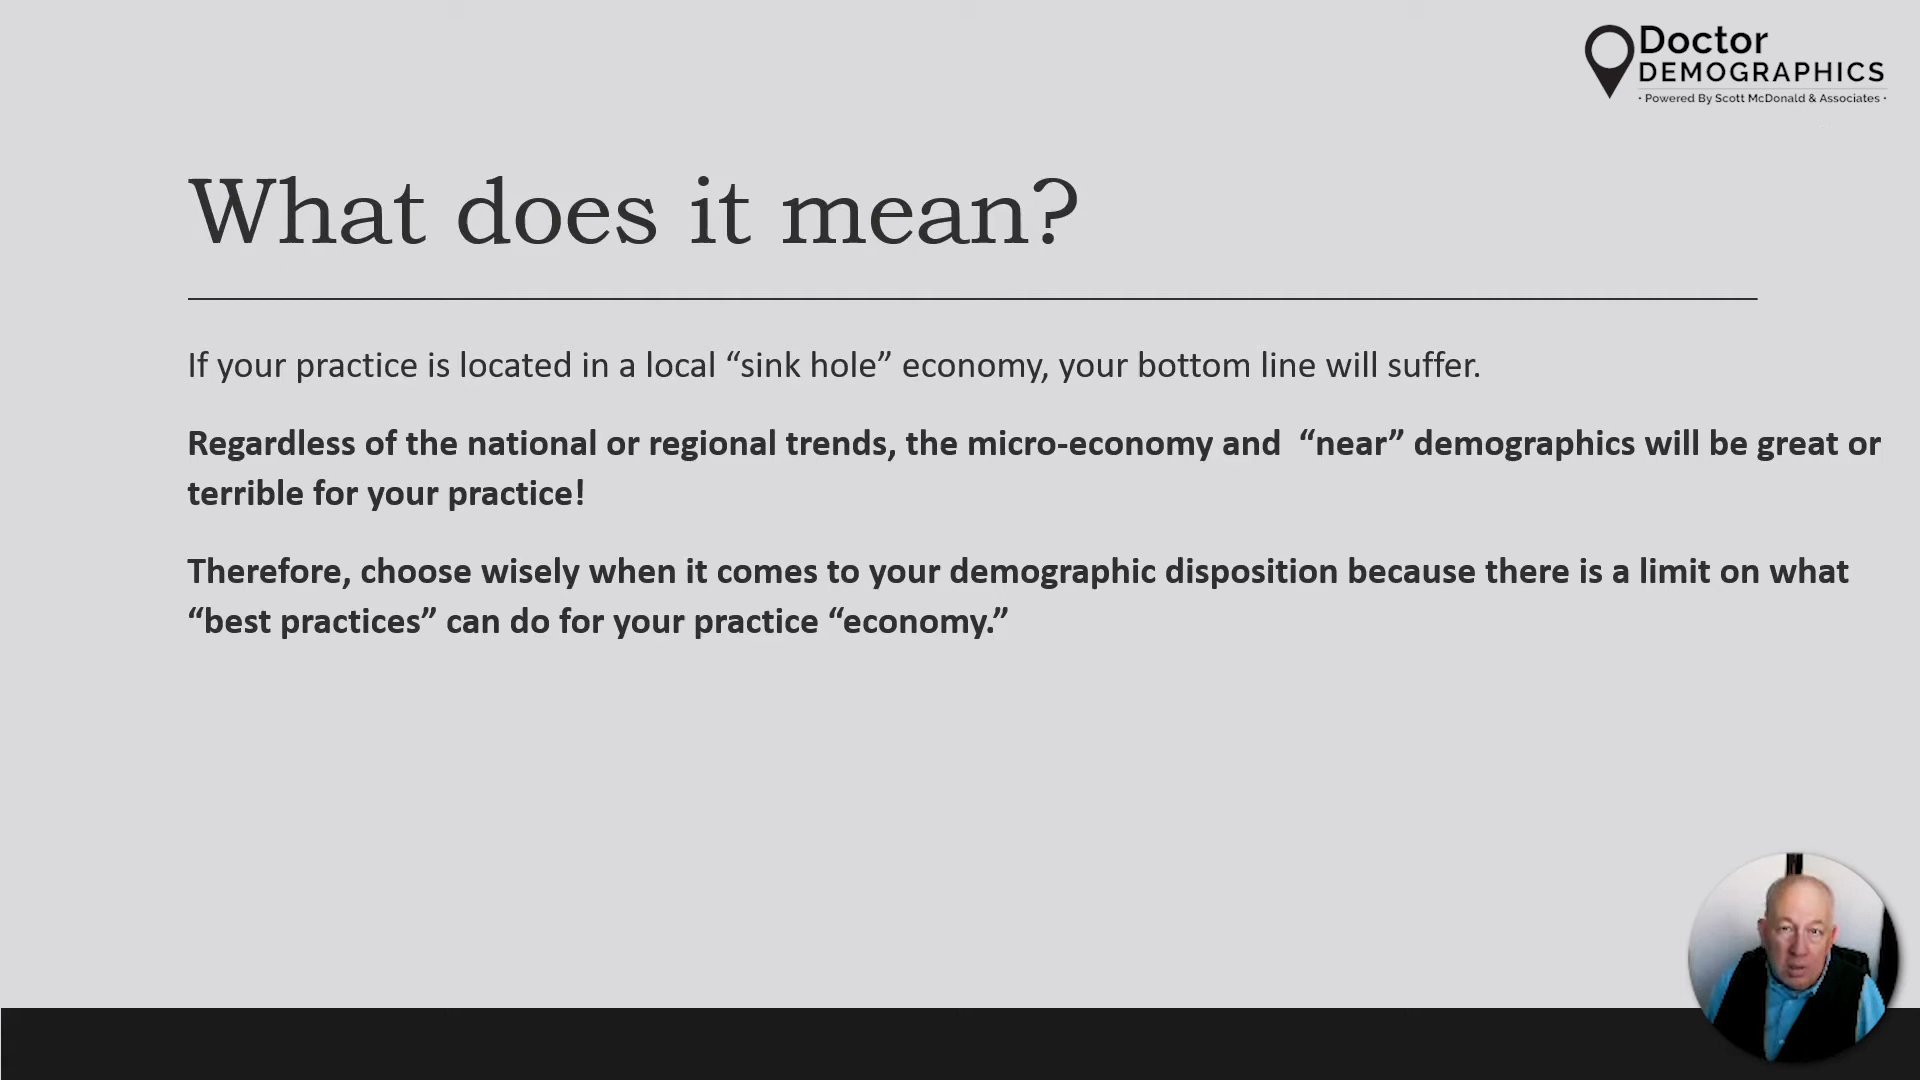 Doctor
DEMOGRAPHICS
· Powered By Scott McDonald & Associates ·
What does it mean?
If your practice is located in a local “sink hole” economy, your bottom line will suffer.
Regardless of the national or regional trends, the micro-economy and  “near” demographics will be great or
terrible for your practice!
Therefore, choose wisely when it comes to your demographic disposition because there is a limit on what
“best practices” can do for your practice “economy.”